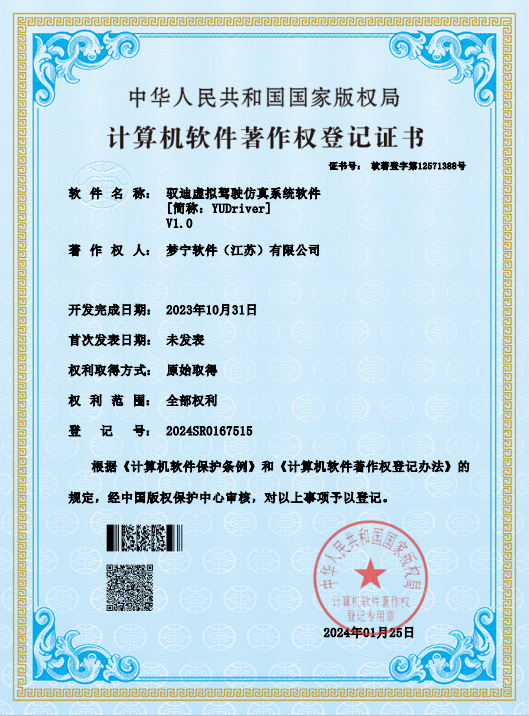 中华人民共和国国家版权局
计算机软件著作权登记证书
证书号： 软著登字第12571388号
软件名称： 驭迪虚拟驾驶仿真系统软件
[简称：YUDriver]
V1.0
著作权人： 梦宁软件（江苏）有限公司
开发完成日期： 2023年10月31日
首次发表日期： 未发表
权利取得方式： 原始取得
权利范围： 全部权利
登记号： 2024SR0167515
根据《计算机软件保护条例》和《计算机软件著作权登记办法》的
规定，经中国版权保护中心审核，对以上事项予以登记。
中华人民共和国国家版权局
计算机软件著作权
登记专用章
2024年01月25日